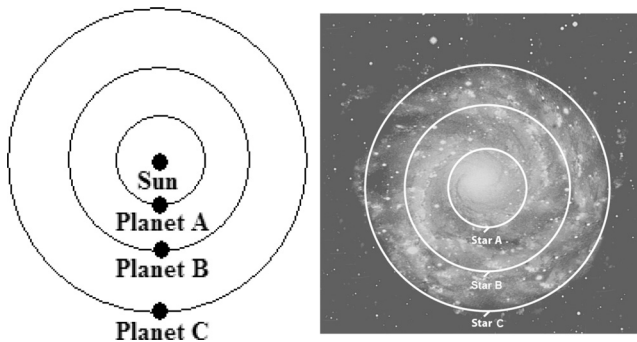 Sun
Planet A
Planet B
Planet C
Star A
Star B
Star C